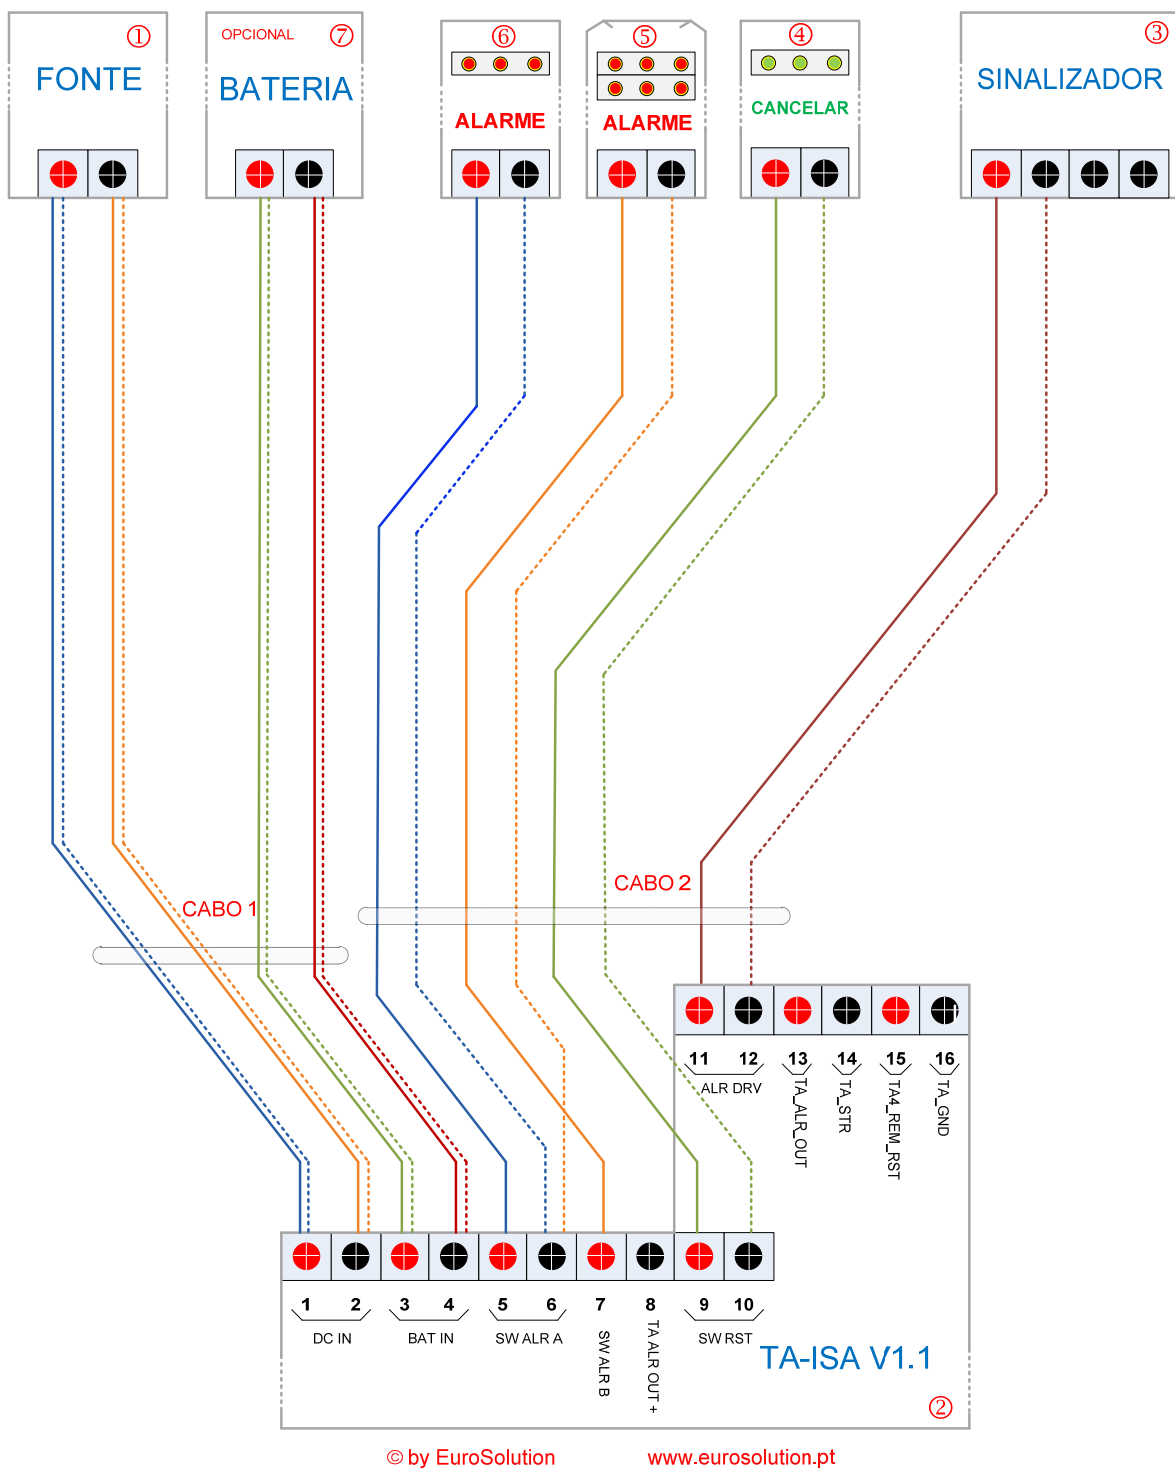 ①
FONTE
OPCIONAL ⑦
BATERIA
⑥
ALARME
⑤
ALARME
④
CANCELAR
③
SINALIZADOR
CABO 1
CABO 2
11 12 13 14 15 16
ALR DRV
TA_ALR_OUT
TA_STR
TA4_REM_RST
TA_GND
1 2 3 4 5 6 7 8 9 10
DC IN
BAT IN
SW ALR A
SW ALR B
TA ALR OUT +
SW RST
TA-ISA V1.1
②
© by EuroSolution www.eurosolution.pt